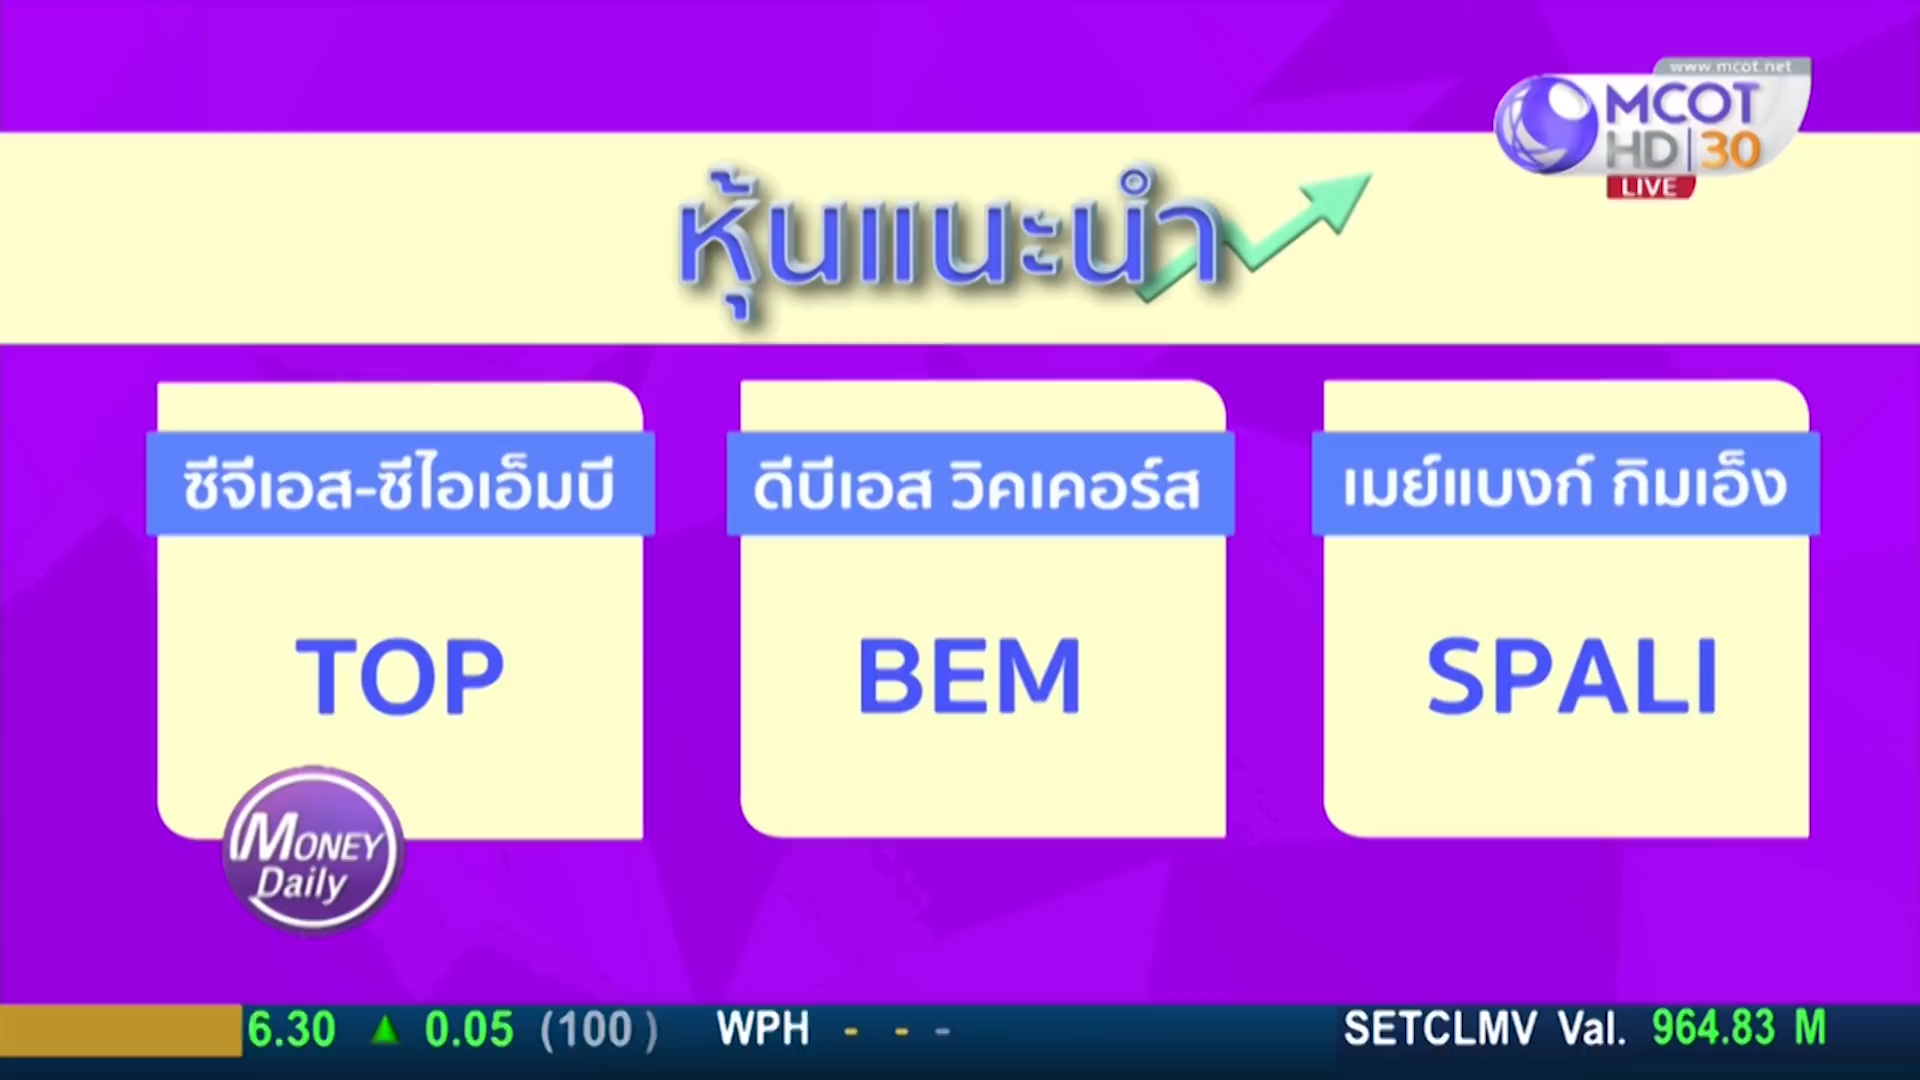 www.mcot.net
MCOT
HD 30
LIVE
หุ้นแนะนำ
ซีจีเอส-ซีไอเอ็มบี
TOP
ดีบีเอส วิคเคอร์ส
BEM
เมย์แบงก์ กิมเอ็ง
SPALI
MONEY
Daily
6.30 ▲ 0.05 (100) WPH - - - SETCLMV Val. 964.83 M